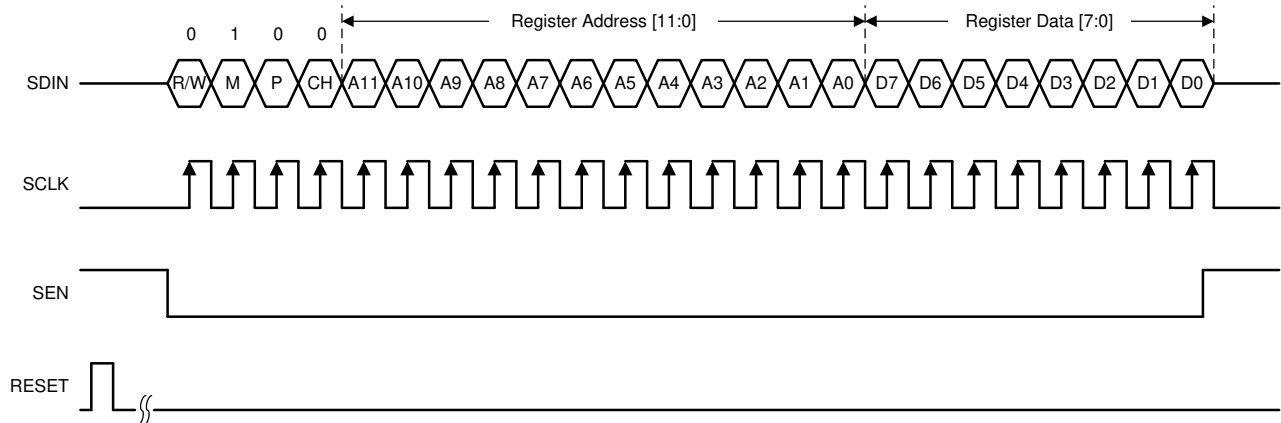 Register Address [11:0] Register Data [7:0]
0 1 0 0
SDIN R/W M P CH A11 A10 A9 A8 A7 A6 A5 A4 A3 A2 A1 A0 D7 D6 D5 D4 D3 D2 D1 D0
SCLK
SEN
RESET